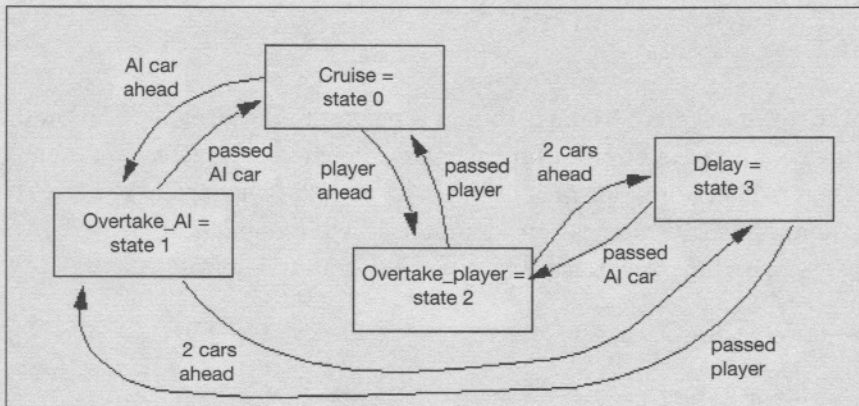 AI car
ahead
Cruise =
state 0
passed
AI car
player
ahead
passed
player
2 cars
ahead
Delay =
state 3
Overtake_AI =
state 1
Overtake_player =
state 2
passed
AI car
2 cars
ahead
passed
player